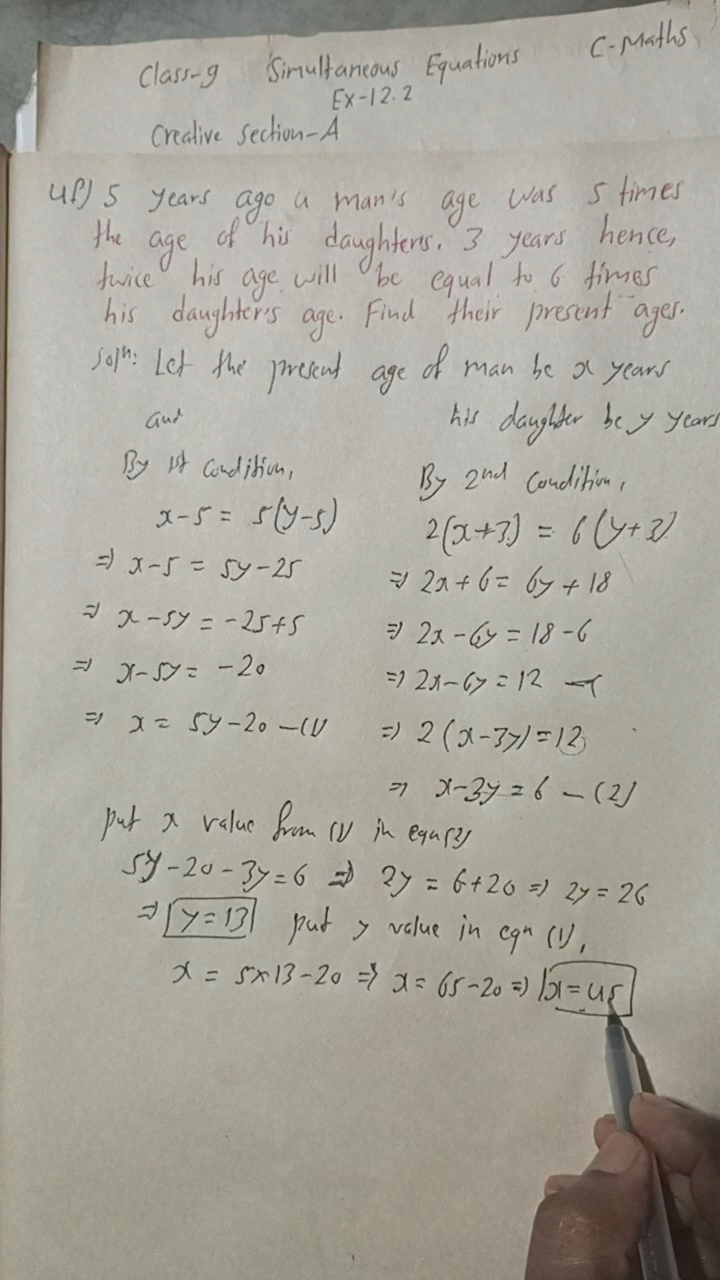 Class-9 Simultaneous Equations C-Maths
Ex-12.2
Creative section-A
4f) 5 years ago a man's age was 5 times
the age of his daughters. 3 years hence,
twice his age will be equal to 6 times
his daughter's age. Find their present ages.
Solⁿ: Let the present age of man be x years
and his daughter be y years
By 1st condition,
x-5 = 5(y-5)
=> x-5 = 5y-25
=> x-5y = -25+5
=> x-5y = -20
=> x = 5y-20 -(1)
By 2nd condition,
2(x+3) = 6(y+3)
=> 2x+6 = 6y+18
=> 2x-6y = 18-6
=> 2x-6y = 12
=> 2(x-3y) = 12
=> x-3y = 6 -(2)
put x value from (1) in eqn(2)
5y-20-3y=6 => 2y = 6+20 => 2y = 26
=> y=13 put y value in eqn (1),
x = 5x13-20 => x = 65-20 => x=45